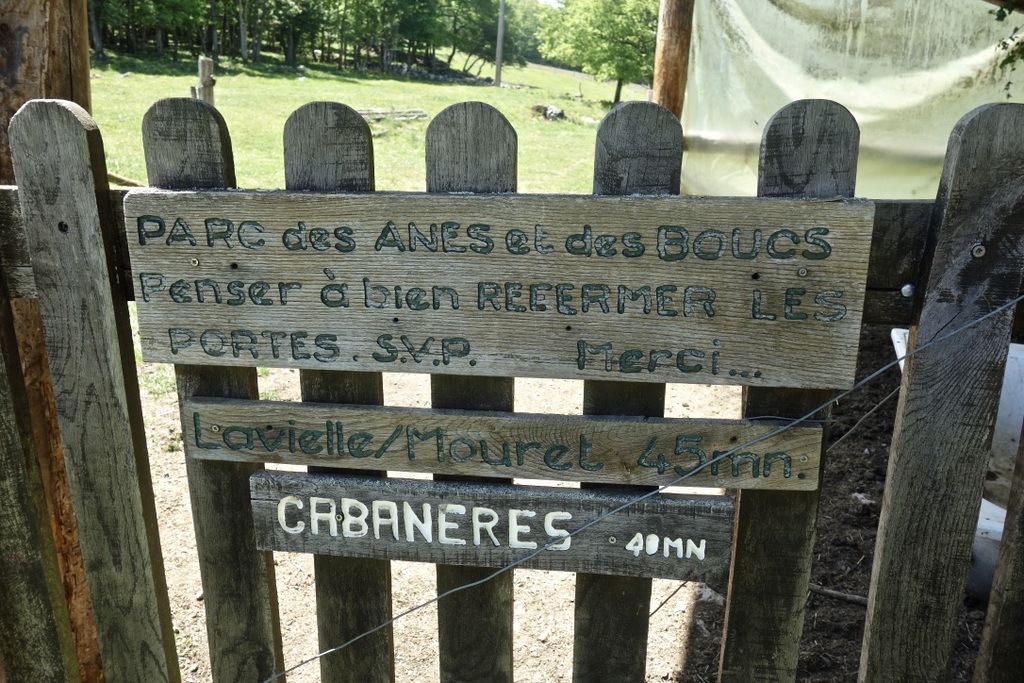 PARC des ANES et des BOUCS
Penser à bien REFERMER LES
PORTES. S.V.P. Merci...
Lavielle/Mouret 45mn.
CABANERES 40MN